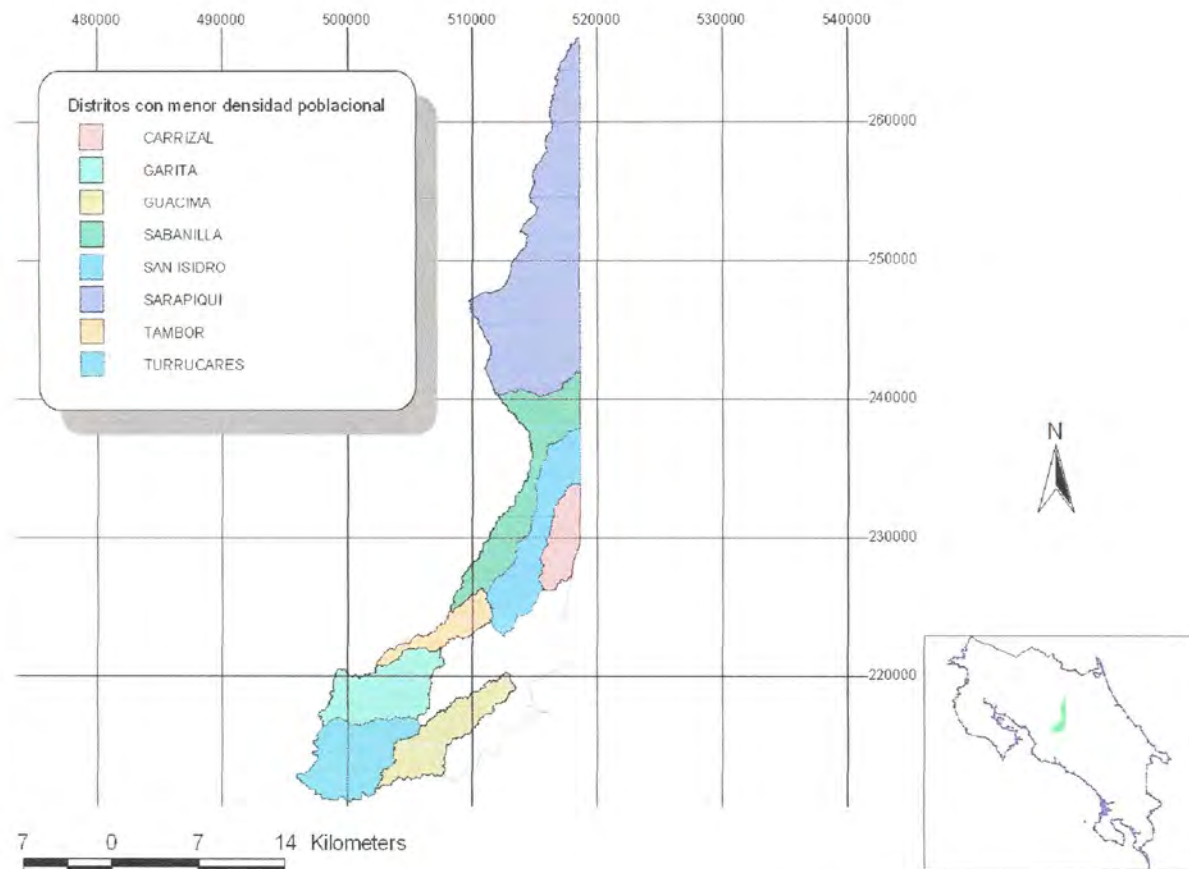 480000 490000 500000 510000 520000 530000 540000
Distritos con menor densidad poblacional
CARRIZAL
GARITA
GUACIMA
SABANILLA
SAN ISIDRO
SARAPIQUI
TAMBOR
TURRUCARES
260000
250000
240000
N
230000
220000
7 0 7 14 Kilometers